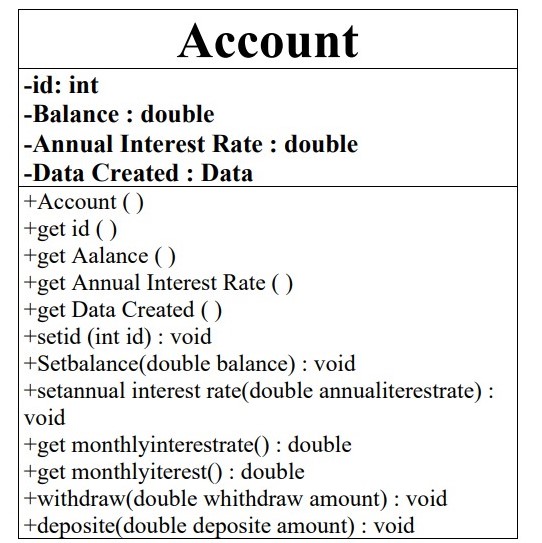 Account
-id: int
-Balance : double
-Annual Interest Rate : double
-Data Created : Data
+Account ( )
+get id ( )
+get Aalance ( )
+get Annual Interest Rate ( )
+get Data Created ( )
+setid (int id) : void
+Setbalance(double balance) : void
+setannual interest rate(double annualiterestrate) :
void
+get monthlyinterestrate() : double
+get monthlyiterest() : double
+withdraw(double whithdraw amount) : void
+deposite(double deposite amount) : void